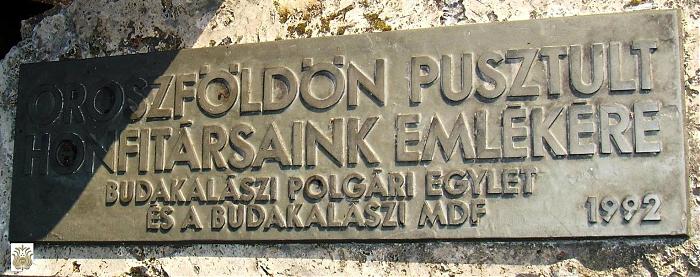 OROSZFÖLDÖN PUSZTULT
HONFITÁRSAINK EMLÉKÉRE
BUDAKALÁSZI POLGÁRI EGYLET
ÉS A BUDAKALÁSZI MDF 1992